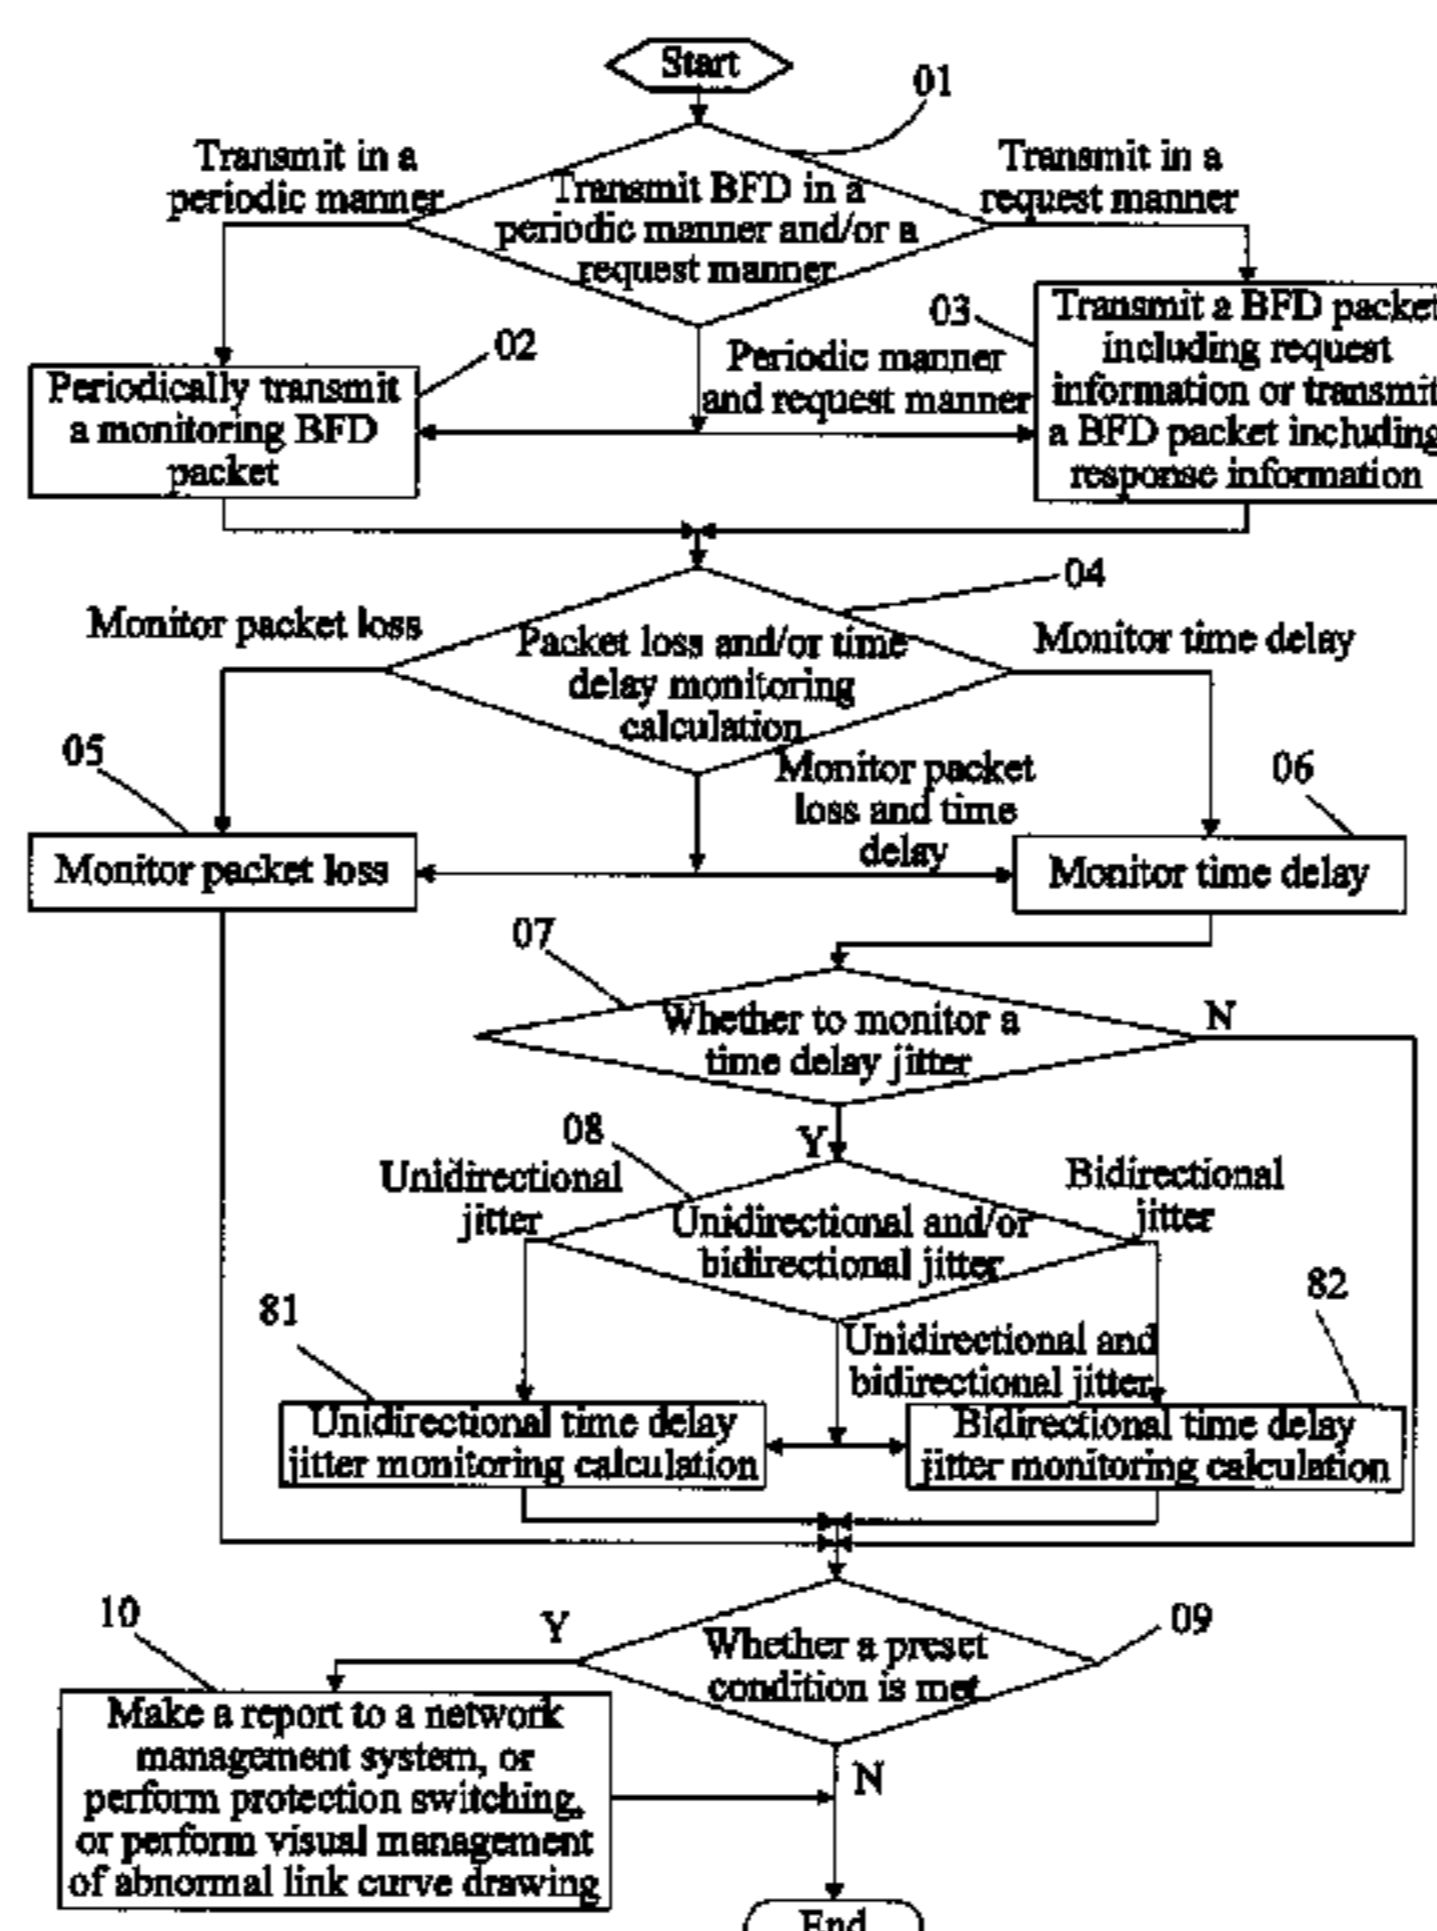 Start
01
Transmit in a
periodic manner
Transmit BFD in a
periodic manner and/or a
request manner
Transmit in a
request manner
02
Periodically transmit
a monitoring BFD
packet
Periodic manner
and request manner
03
Transmit a BFD packet
including request
information or transmit
a BFD packet including
response information
04
Monitor packet loss
Packet loss and/or time
delay monitoring
calculation
Monitor time delay
05
Monitor packet loss
Monitor packet
loss and time
delay
06
Monitor time delay
07
Whether to monitor a
time delay jitter
N
Y
08
Unidirectional
jitter
Unidirectional and/or
bidirectional jitter
Bidirectional
jitter
81
Unidirectional and
bidirectional jitter
82
Unidirectional time delay
jitter monitoring calculation
Bidirectional time delay
jitter monitoring calculation
10
Y
Whether a preset
condition is met
09
Make a report to a network
management system, or
perform protection switching,
or perform visual management
of abnormal link curve drawing
N
End